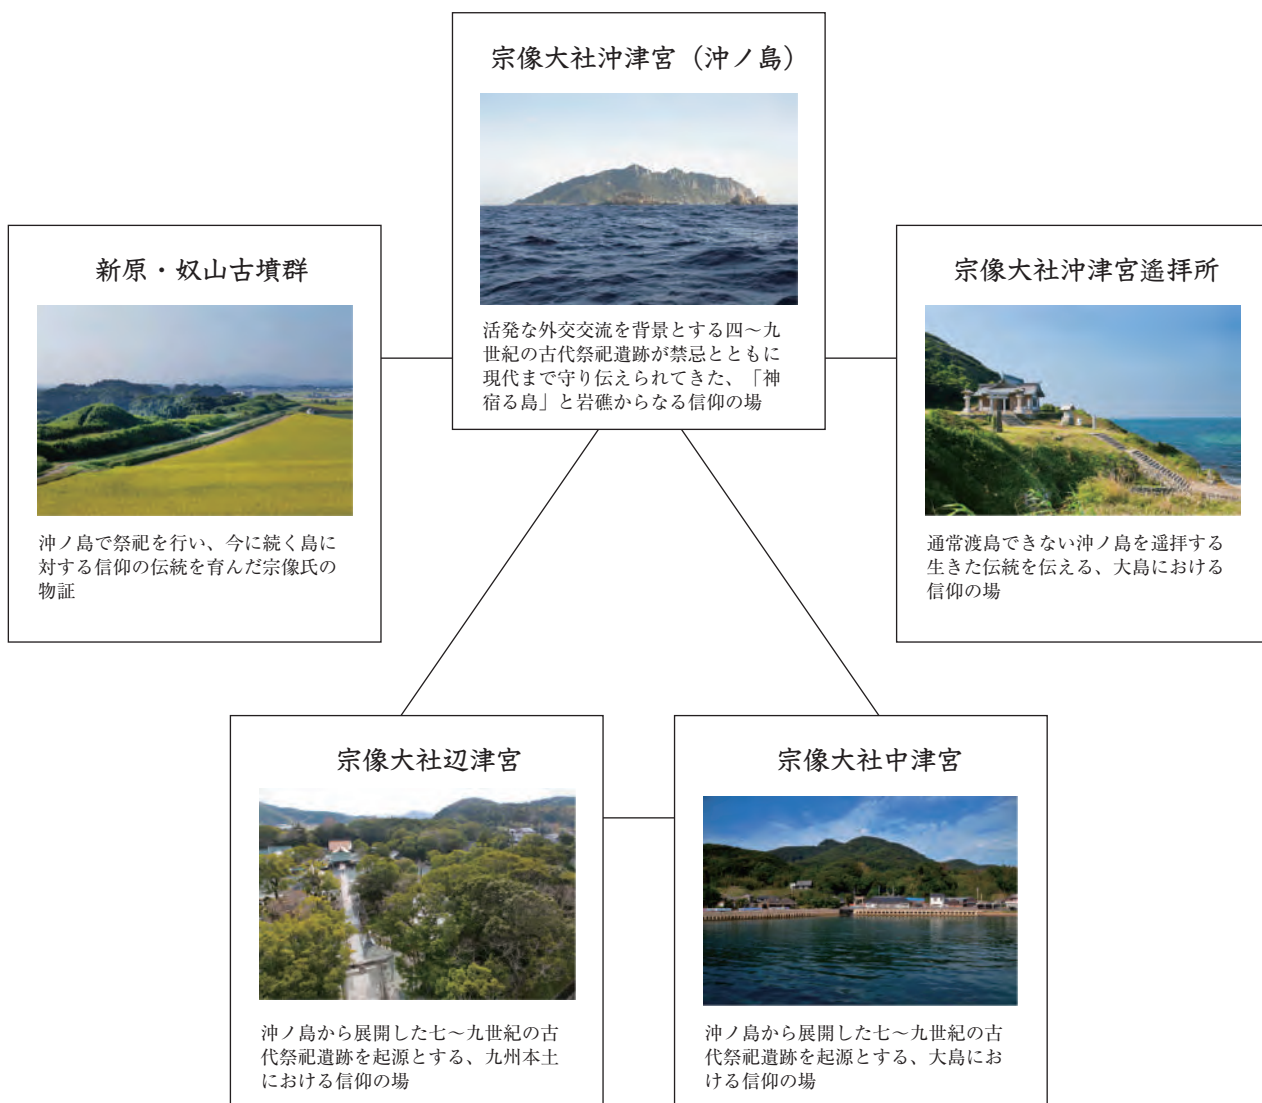 宗像大社沖津宮（沖ノ島）
活発な外交交流を背景とする四〜九
世紀の古代祭祀遺跡が禁忌とともに
現代まで守り伝えられてきた、「神
宿る島」と岩礁からなる信仰の場
新原・奴山古墳群
沖ノ島で祭祀を行い、今に続く島に
対する信仰の伝統を育んだ宗像氏の
物証
宗像大社沖津宮遙拝所
通常渡島できない沖ノ島を遥拝する
生きた伝統を伝える、大島における
信仰の場
宗像大社辺津宮
沖ノ島から展開した七〜九世紀の古
代祭祀遺跡を起源とする、九州本土
における信仰の場
宗像大社中津宮
沖ノ島から展開した七〜九世紀の古
代祭祀遺跡を起源とする、大島にお
ける信仰の場